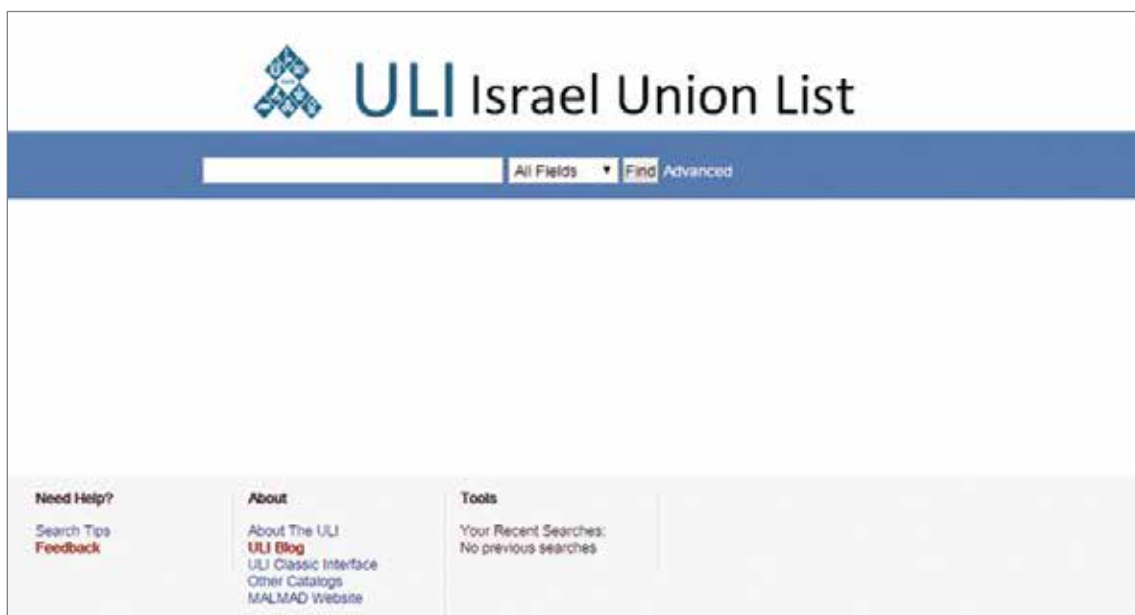 ULI Israel Union List
All Fields Find Advanced
Need Help?
Search Tips
Feedback
About
About The ULI
ULI Blog
ULI Classic Interface
Other Catalogs
MALMAD Website
Tools
Your Recent Searches:
No previous searches